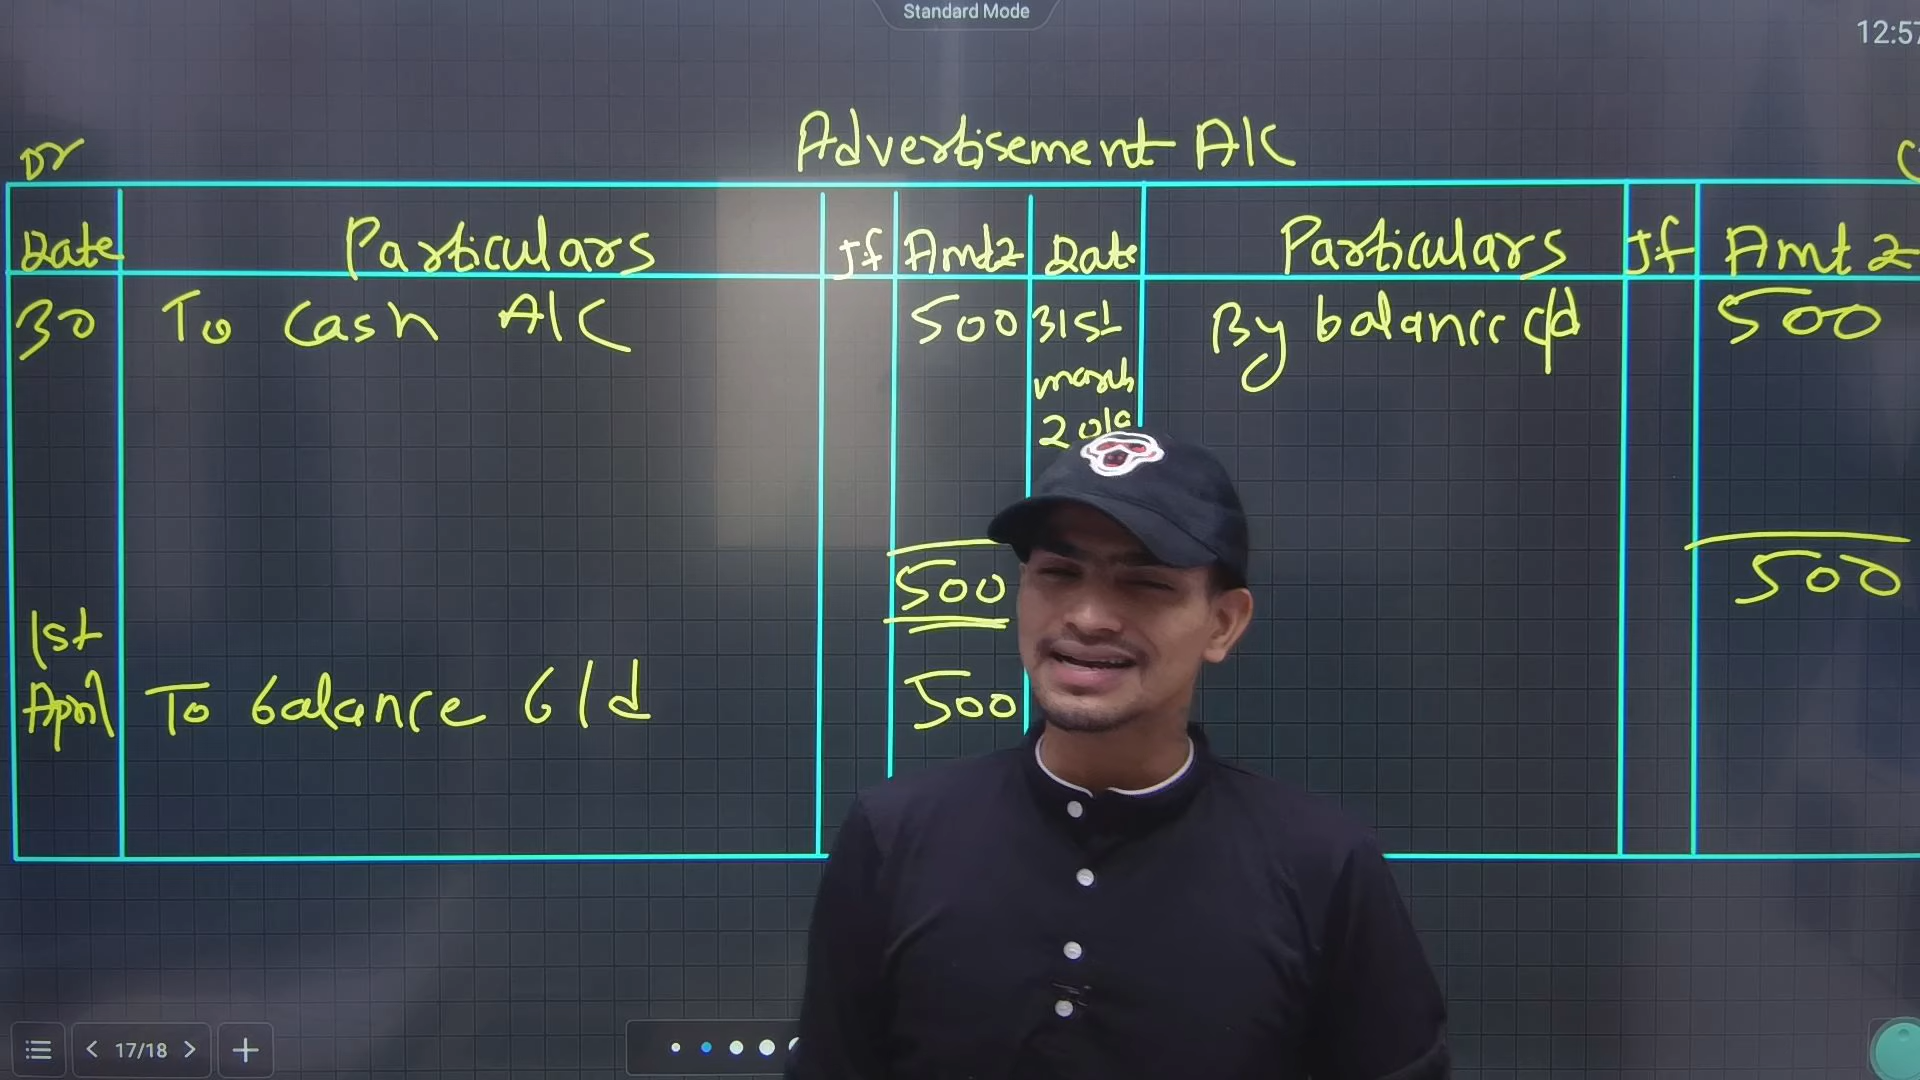 Standard Mode
12:57
Advertisement A/C
Dr
Date Particulars J.f Amt₹ Date Particulars J.f Amt ₹
30 To Cash A/C 500 31st By balance c/d 500
march
2019
500 500
1st
April To balance b/d 500
17/18